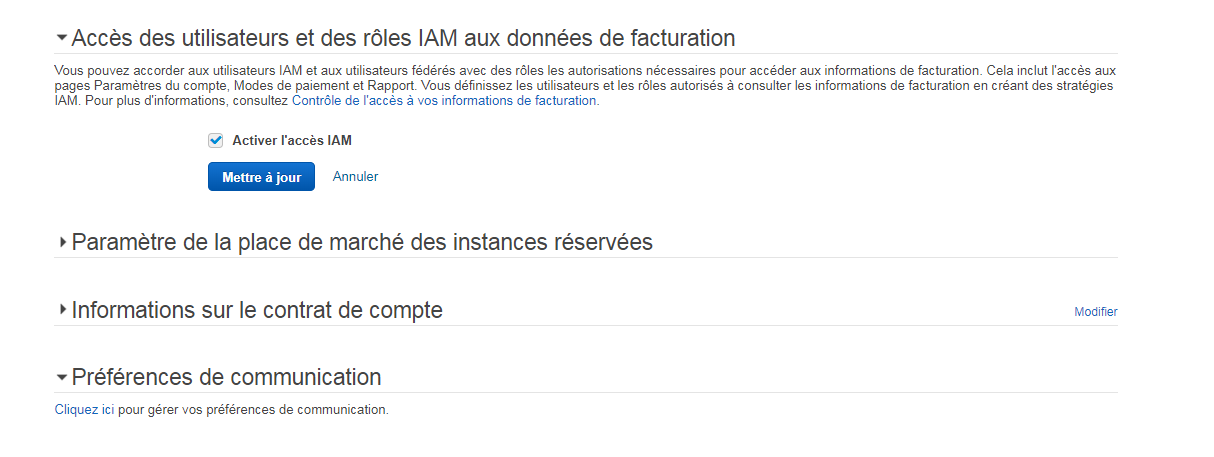 Accès des utilisateurs et des rôles IAM aux données de facturation
Vous pouvez accorder aux utilisateurs IAM et aux utilisateurs fédérés avec des rôles les autorisations nécessaires pour accéder aux informations de facturation. Cela inclut l'accès aux
pages Paramètres du compte, Modes de paiement et Rapport. Vous définissez les utilisateurs et les rôles autorisés à consulter les informations de facturation en créant des stratégies
IAM. Pour plus d'informations, consultez Contrôle de l'accès à vos informations de facturation.
Activer l'accès IAM
Mettre à jour Annuler
Paramètre de la place de marché des instances réservées
Informations sur le contrat de compte Modifier
Préférences de communication
Cliquez ici pour gérer vos préférences de communication.